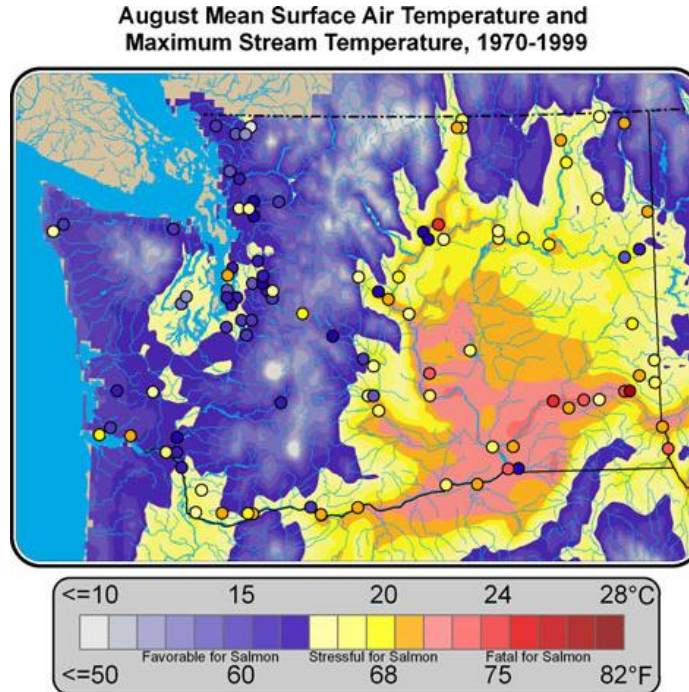 August Mean Surface Air Temperature and
Maximum Stream Temperature, 1970-1999
<=10 15 20 24 28°C
Favorable for Salmon Stressful for Salmon Fatal for Salmon
<=50 60 68 75 82°F